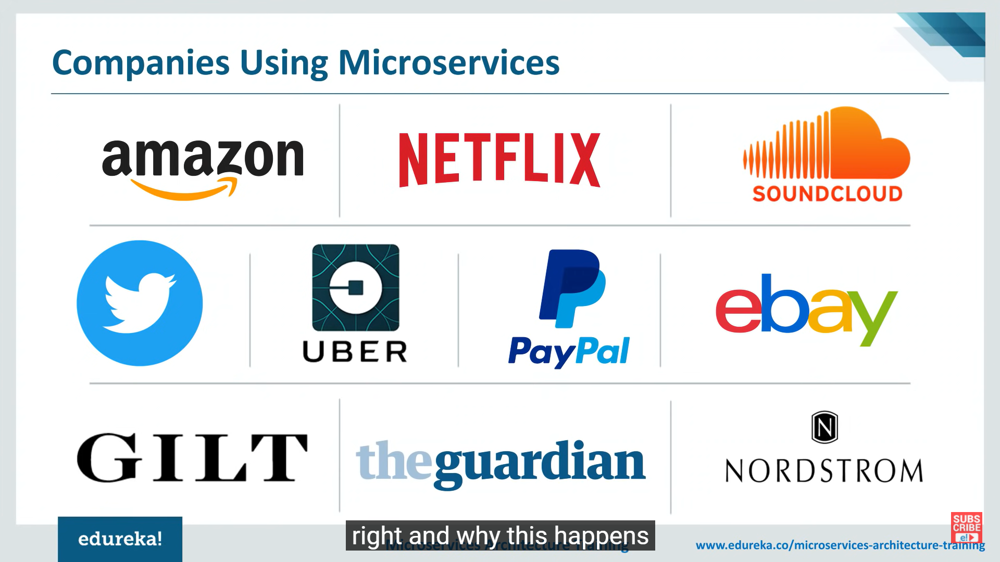 Companies Using Microservices
amazon
NETFLIX
SOUNDCLOUD
UBER
PayPal
ebay
GILT
theguardian
N
NORDSTROM
edureka!
right and why this happens
Microservices Architecture Training
www.edureka.co/microservices-architecture-training
SUBS
CRIBE
e!